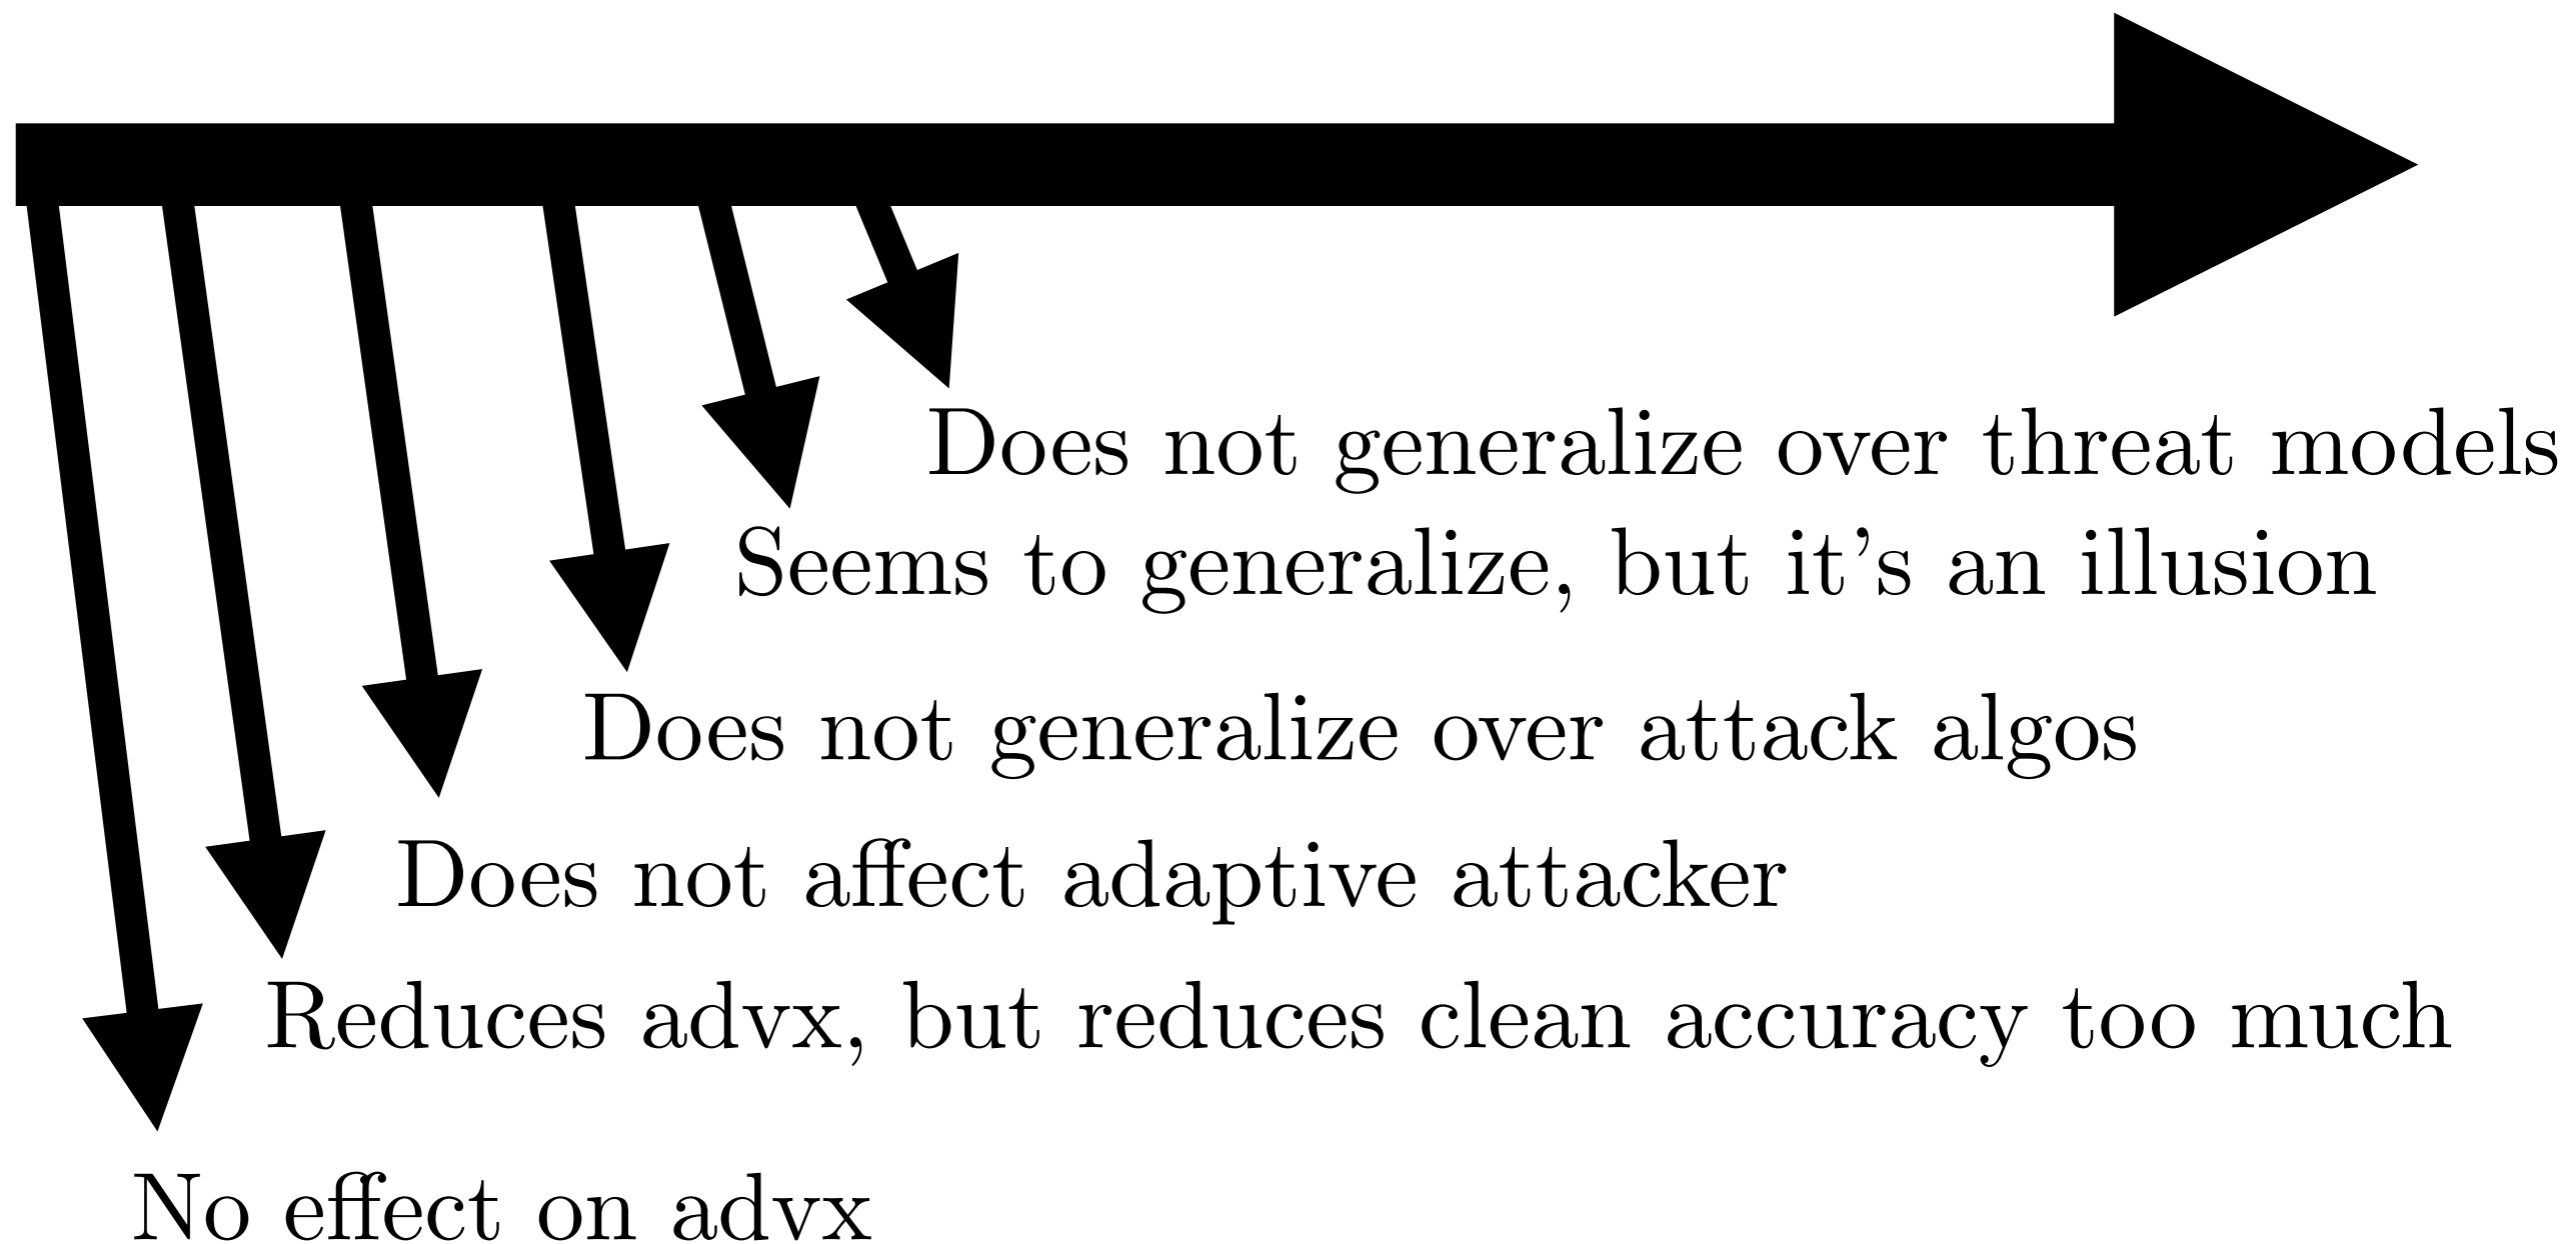 Does not generalize over threat models
Seems to generalize, but it's an illusion
Does not generalize over attack algos
Does not affect adaptive attacker
Reduces advx, but reduces clean accuracy too much
No effect on advx